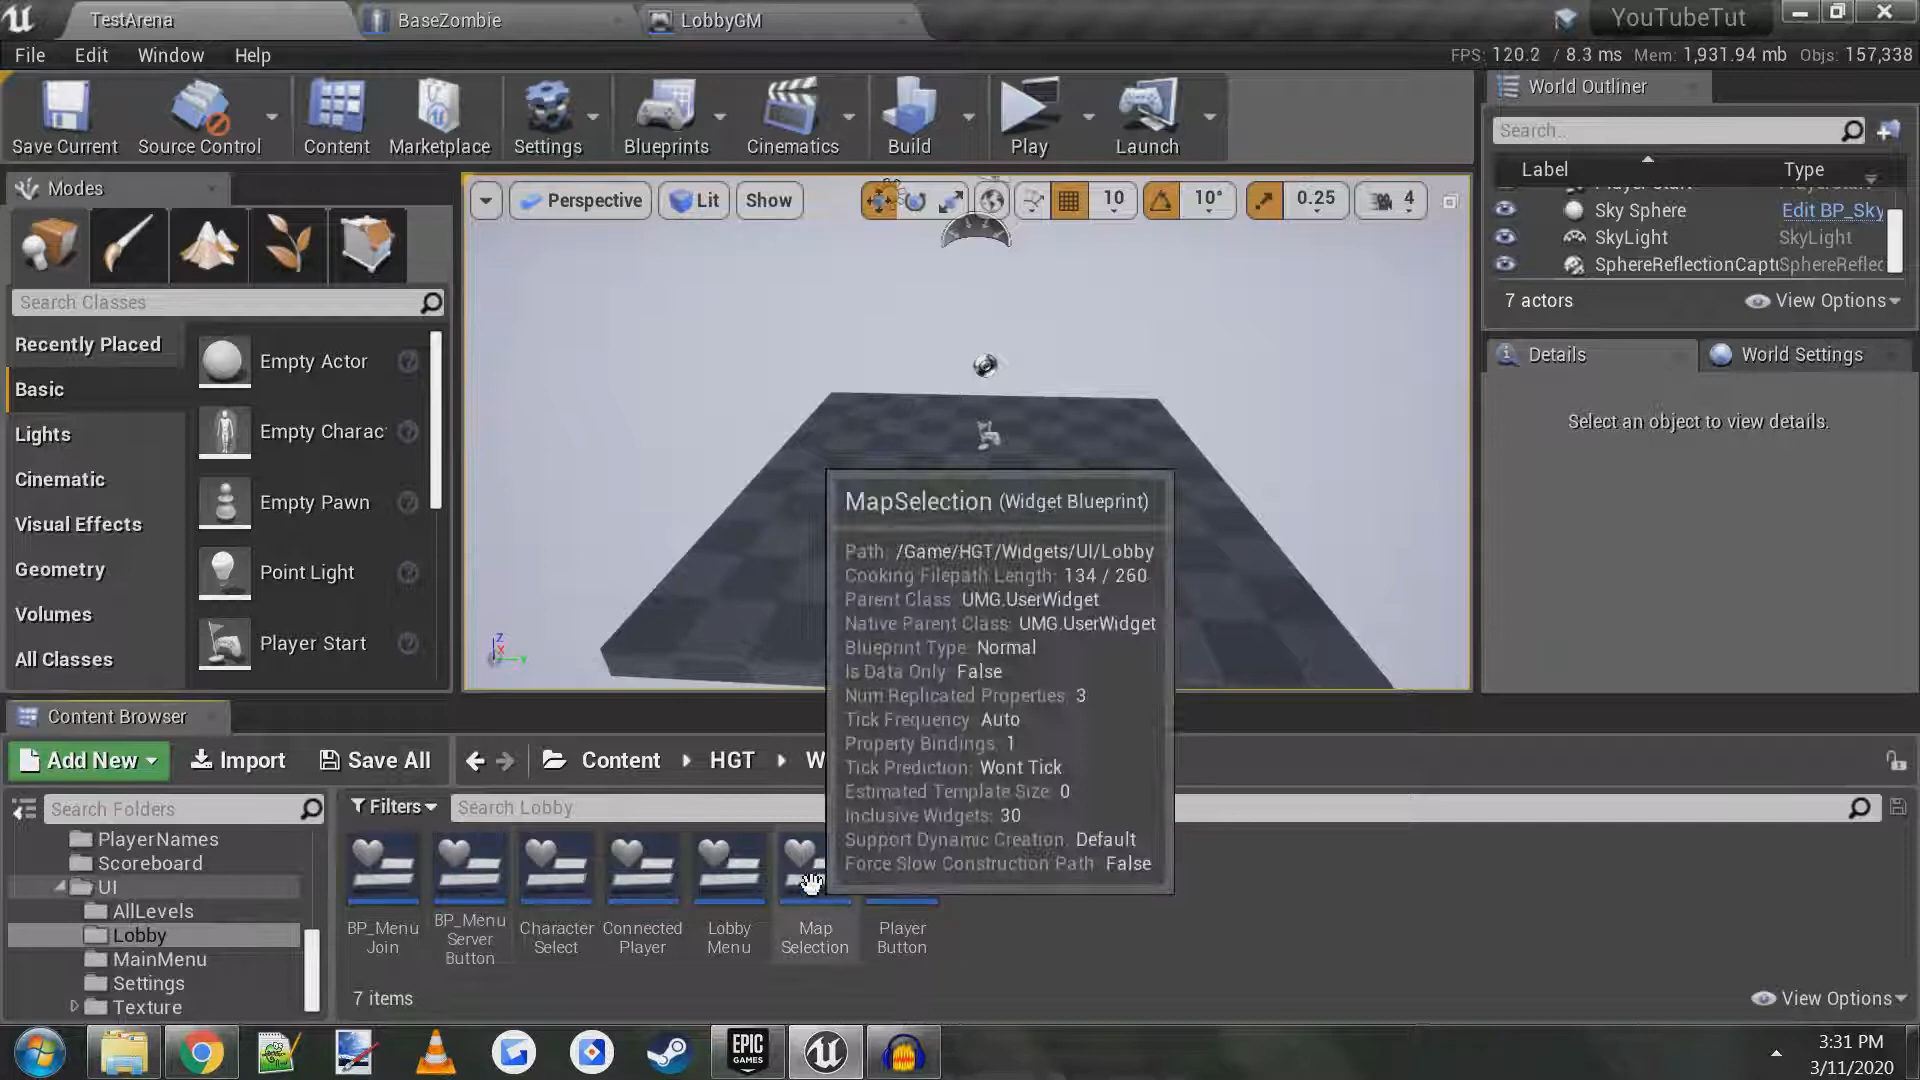 TestArena
BaseZombie
LobbyGM
YouTubeTut
File Edit Window Help
FPS: 120.2 / 8.3 ms Mem: 1,931.94 mb Objs: 157,338
Save Current
Source Control
Content
Marketplace
Settings
Blueprints
Cinematics
Build
Play
Launch
World Outliner
Search...
Label Type
Sky Sphere Edit BP_Sky
SkyLight SkyLight
SphereReflectionCaptu SphereReflec
7 actors
View Options
Modes
Perspective
Lit
Show
10
10°
0.25
4
Search Classes
Recently Placed
Basic
Lights
Cinematic
Visual Effects
Geometry
Volumes
All Classes
Empty Actor
Empty Charac
Empty Pawn
Point Light
Player Start
Z
X
Y
Details
World Settings
Select an object to view details.
MapSelection (Widget Blueprint)
Path: /Game/HGT/Widgets/UI/Lobby
Cooking Filepath Length: 134 / 260
Parent Class: UMG.UserWidget
Native Parent Class: UMG.UserWidget
Blueprint Type: Normal
Is Data Only: False
Num Replicated Properties: 3
Tick Frequency: Auto
Property Bindings: 1
Tick Prediction: Wont Tick
Estimated Template Size: 0
Inclusive Widgets: 30
Support Dynamic Creation: Default
Force Slow Construction Path: False
Content Browser
Add New
Import
Save All
Content
HGT
W
Search Folders
Filters
Search Lobby
PlayerNames
Scoreboard
UI
AllLevels
Lobby
MainMenu
Settings
Texture
BP_Menu
Join
BP_Menu
Server
Button
Character
Select
Connected
Player
Lobby
Menu
Map
Selection
Player
Button
7 items
View Options
EPIC
GAMES
3:31 PM
3/11/2020